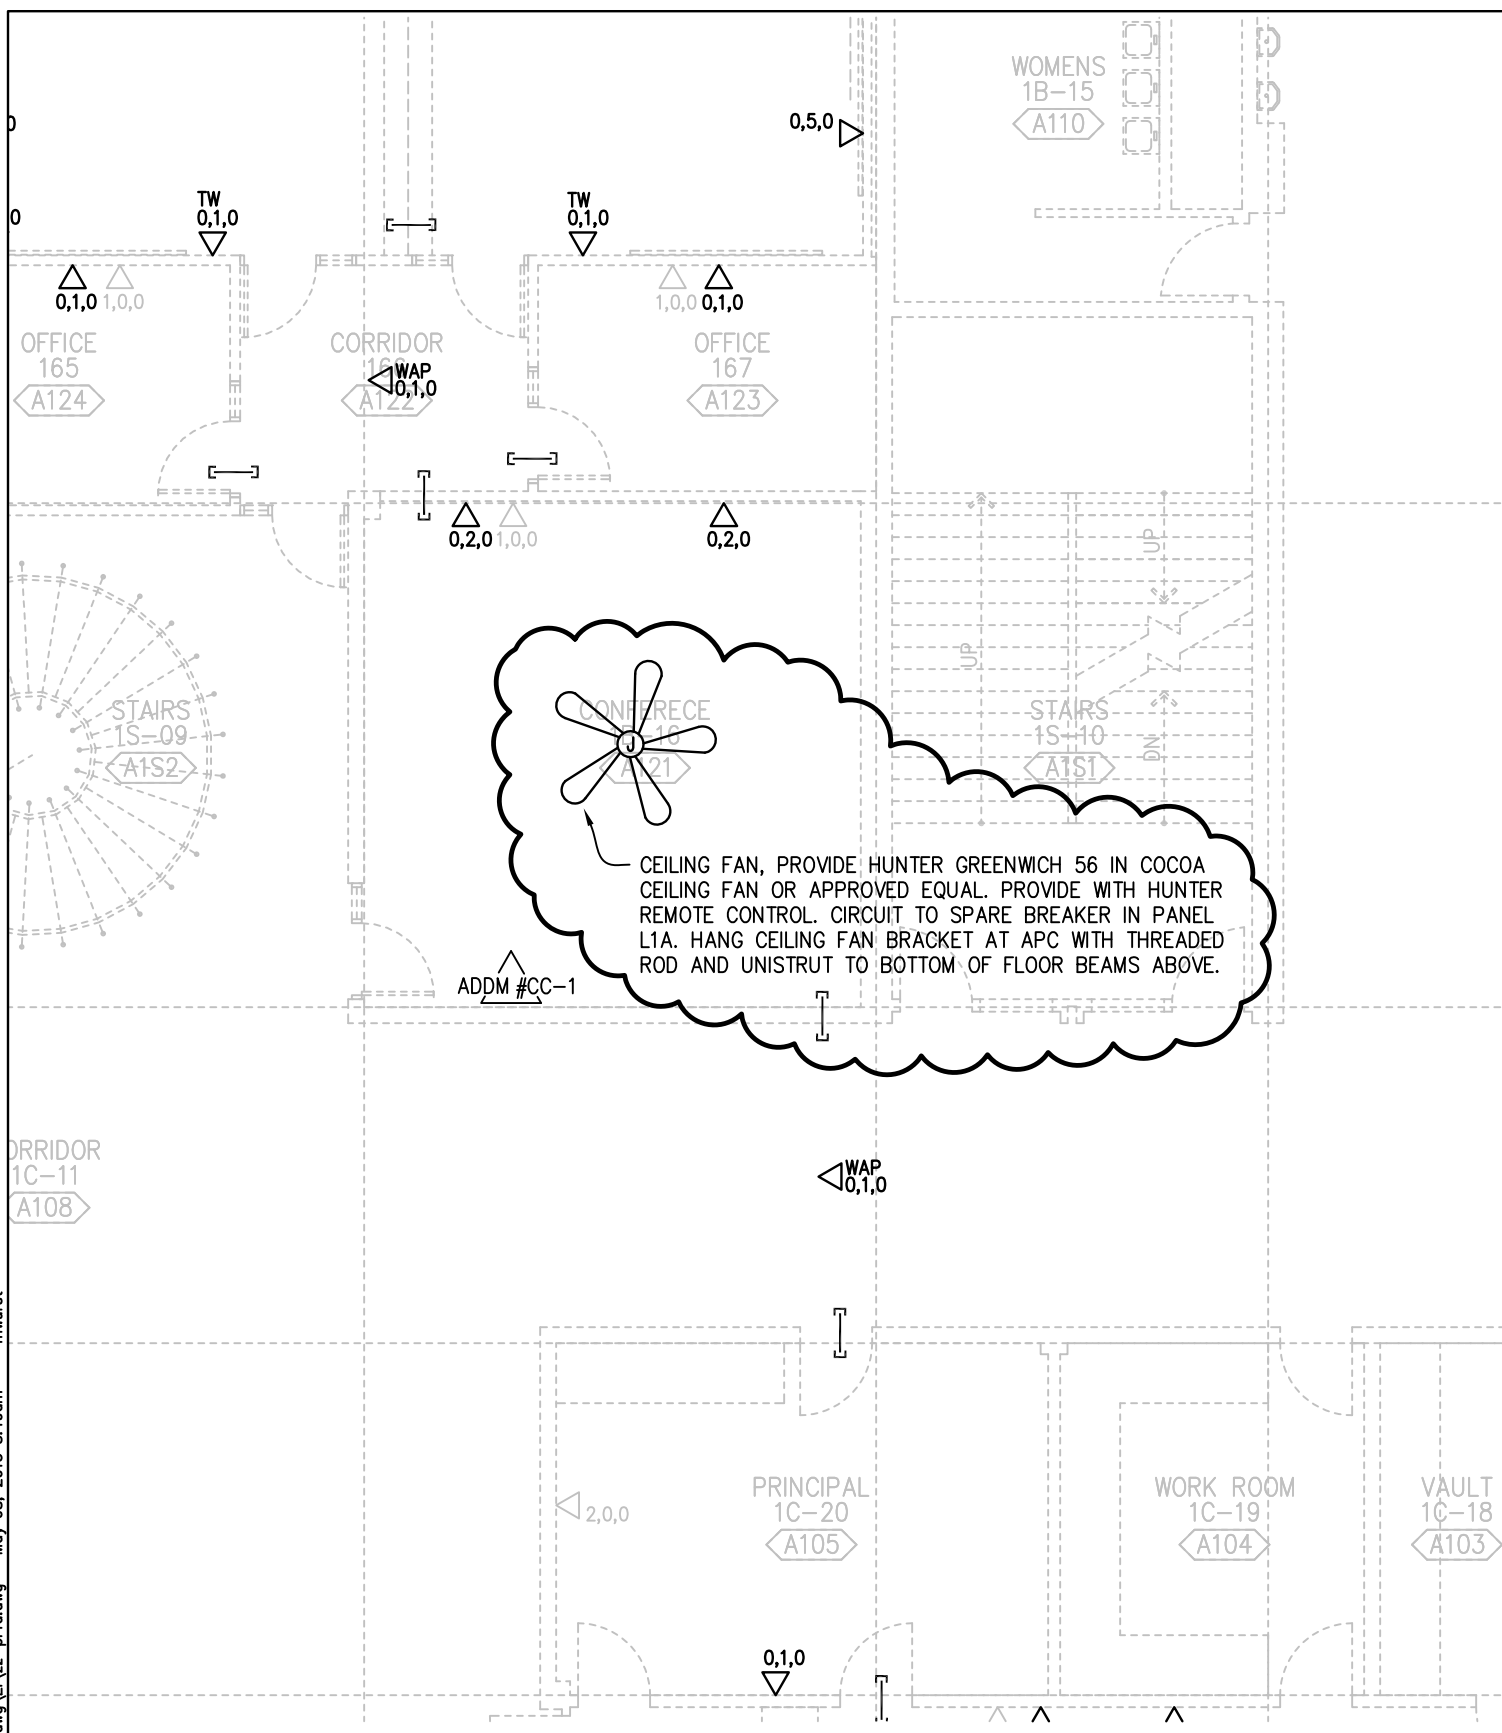 WOMENS
1B-15
A110
0,5,0
TW
0,1,0
TW
0,1,0
0,1,0
1,0,0
1,0,0
0,1,0
OFFICE
165
A124
CORRIDOR
A122
WAP
0,1,0
OFFICE
167
A123
0,2,0
1,0,0
0,2,0
UP
UP
DN
STAIRS
1S-09
A1S2
CONFERECE
J
STAIRS
1S-10
A1S1
CEILING FAN, PROVIDE HUNTER GREENWICH 56 IN COCOA
CEILING FAN OR APPROVED EQUAL. PROVIDE WITH HUNTER
REMOTE CONTROL. CIRCUIT TO SPARE BREAKER IN PANEL
L1A. HANG CEILING FAN BRACKET AT APC WITH THREADED
ROD AND UNISTRUT TO BOTTOM OF FLOOR BEAMS ABOVE.
ADDM #CC-1
ORRIDOR
1C-11
A108
WAP
0,1,0
2,0,0
PRINCIPAL
1C-20
A105
WORK ROOM
1C-19
A104
VAULT
1C-18
A103
0,1,0